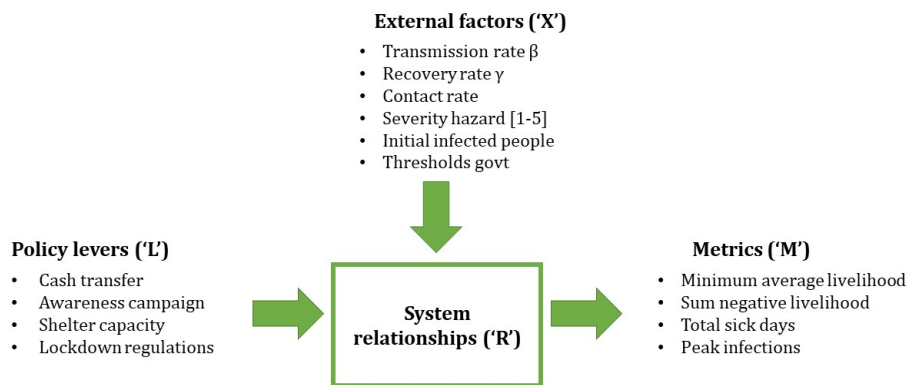 External factors (‘X’)
• Transmission rate β
• Recovery rate γ
• Contact rate
• Severity hazard [1-5]
• Initial infected people
• Thresholds govt
Policy levers (‘L’)
• Cash transfer
• Awareness campaign
• Shelter capacity
• Lockdown regulations
System
relationships (‘R’)
Metrics (‘M’)
• Minimum average livelihood
• Sum negative livelihood
• Total sick days
• Peak infections